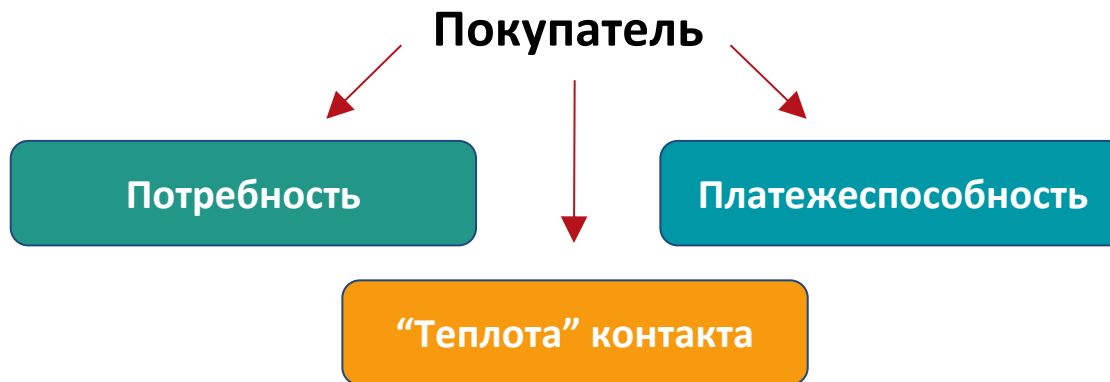 Покупатель
Потребность
Платежеспособность
“Теплота” контакта